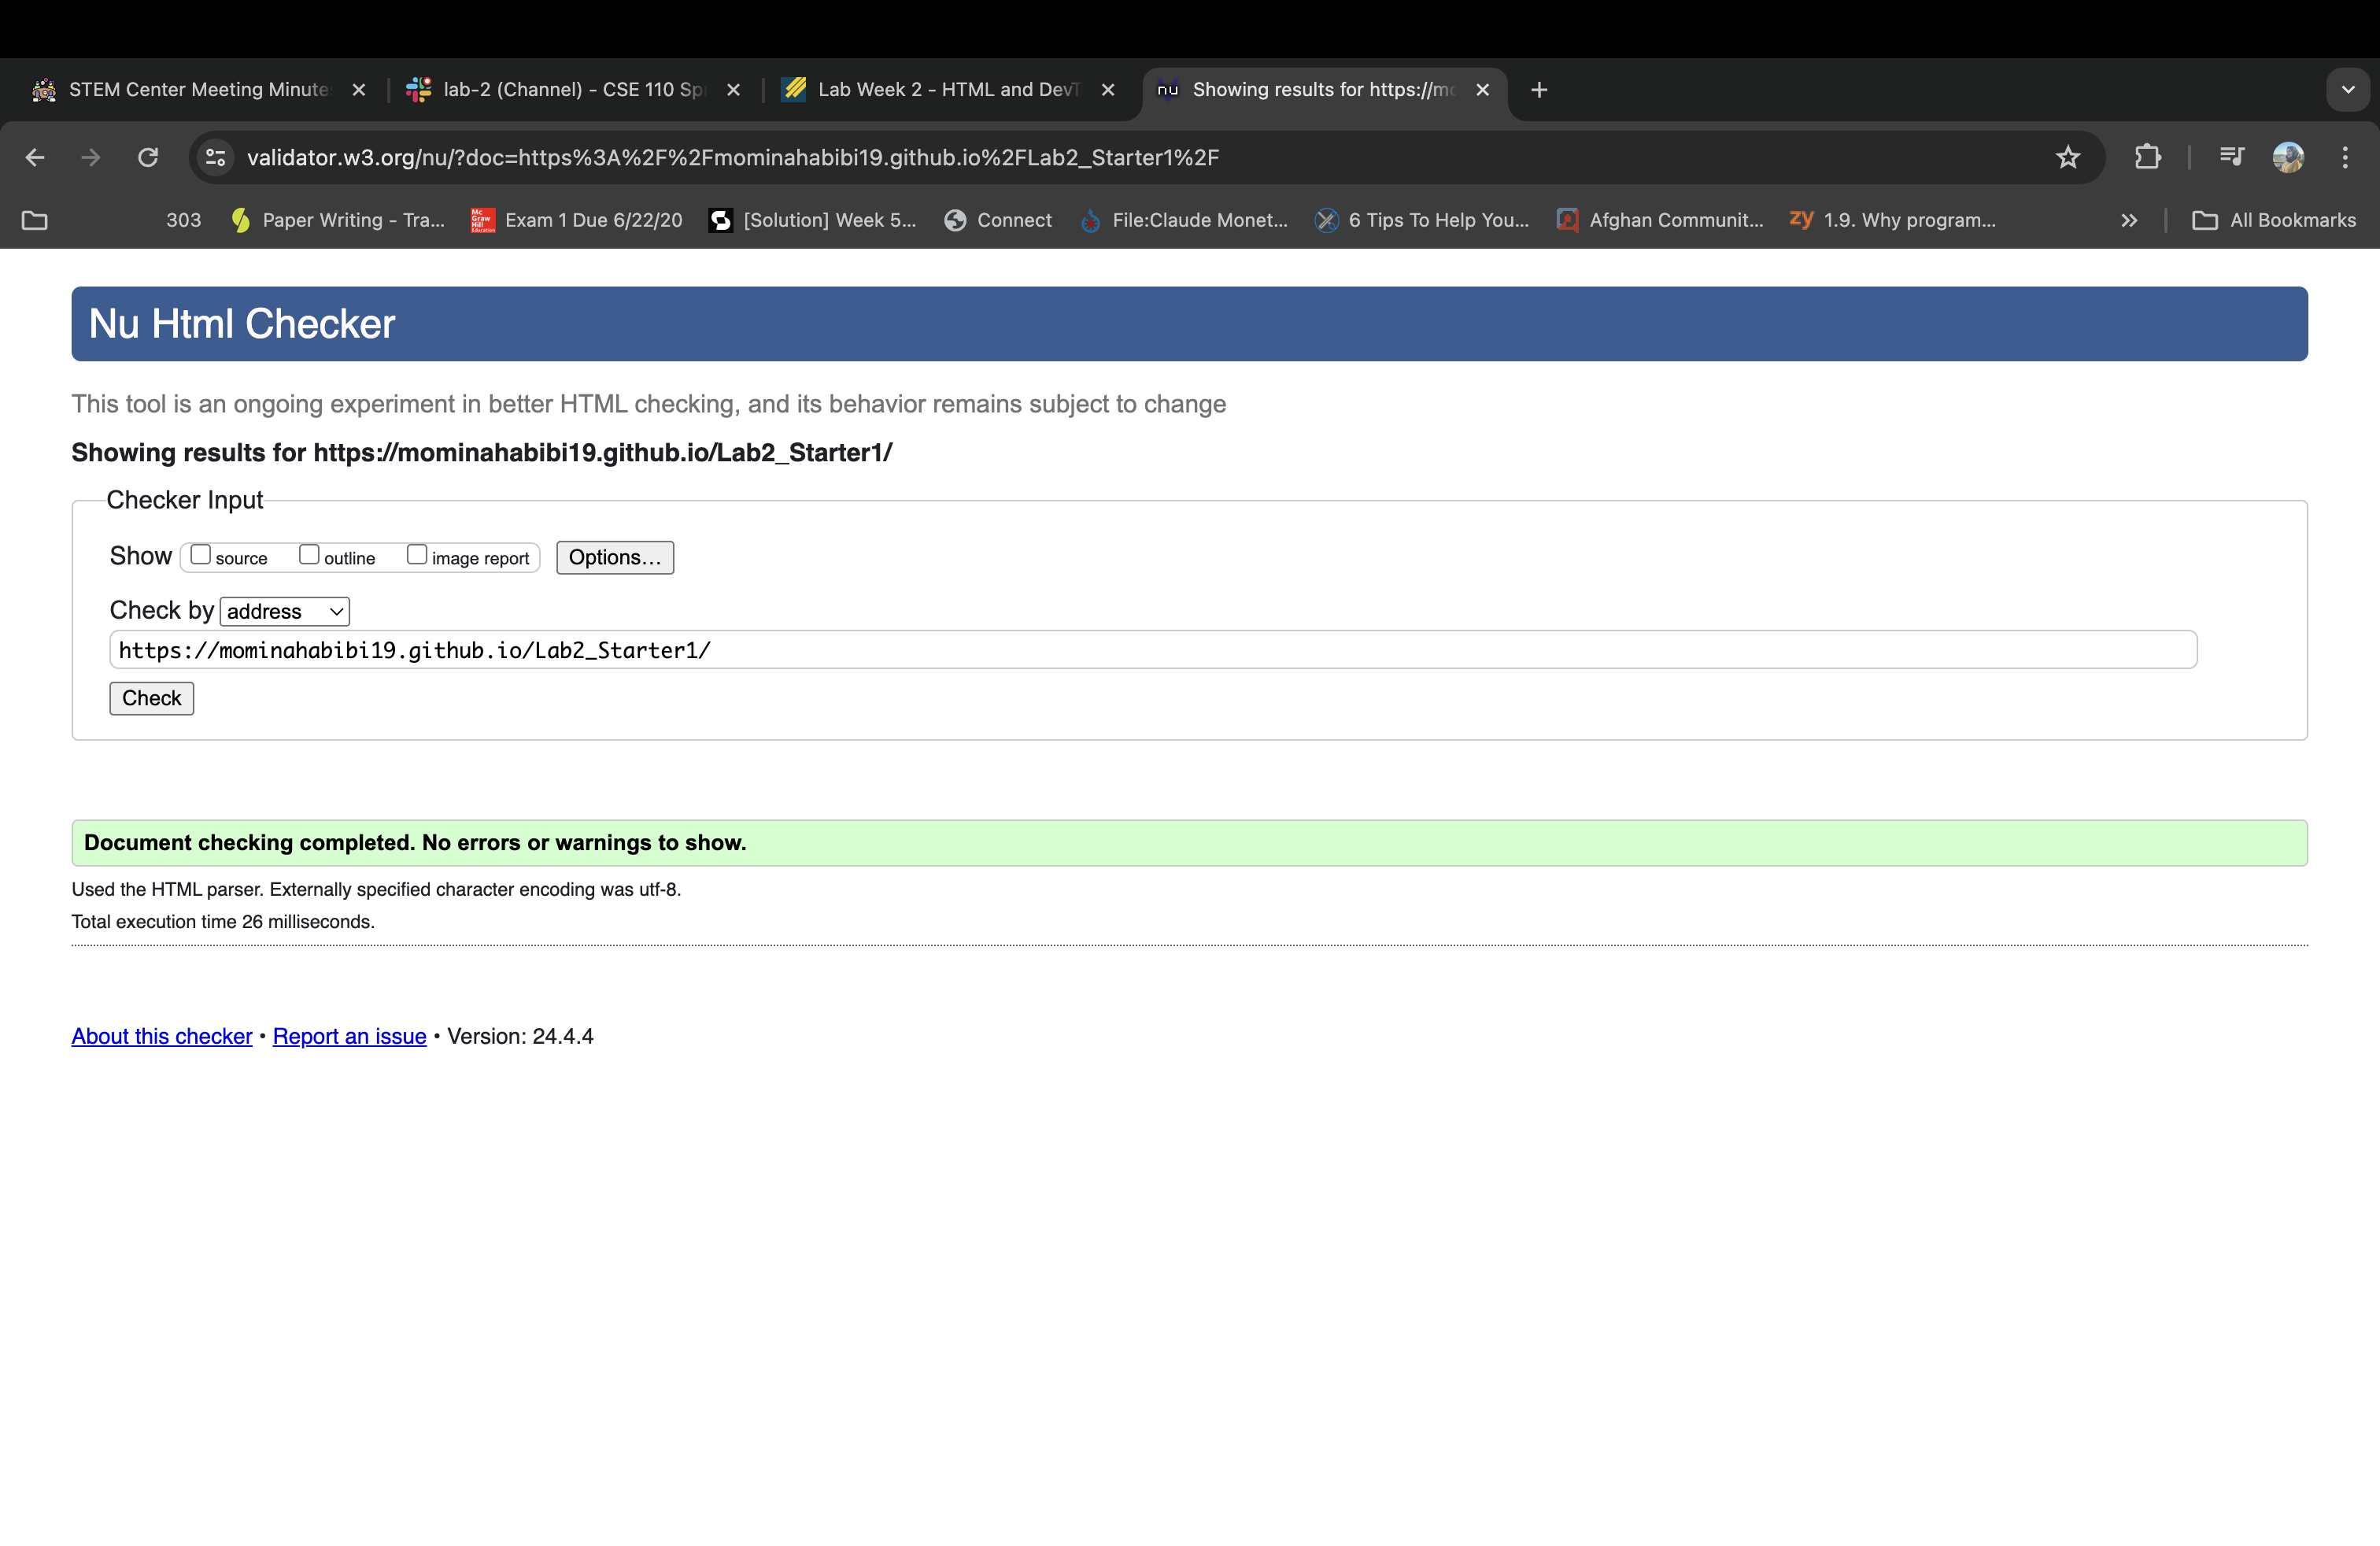 STEM Center Meeting Minute
lab-2 (Channel) - CSE 110 Sp
Lab Week 2 - HTML and Dev
Showing results for https://m
validator.w3.org/nu/?doc=https%3A%2F%2Fmominahabibi19.github.io%2FLab2_Starter1%2F
303
Paper Writing - Tra...
Mc Graw Hill Education
Exam 1 Due 6/22/20
[Solution] Week 5...
Connect
File:Claude Monet...
6 Tips To Help You...
Afghan Communit...
zy 1.9. Why program...
All Bookmarks
Nu Html Checker
This tool is an ongoing experiment in better HTML checking, and its behavior remains subject to change
Showing results for https://mominahabibi19.github.io/Lab2_Starter1/
Checker Input
Show source outline image report Options...
Check by address
https://mominahabibi19.github.io/Lab2_Starter1/
Check
Document checking completed. No errors or warnings to show.
Used the HTML parser. Externally specified character encoding was utf-8.
Total execution time 26 milliseconds.
About this checker • Report an issue • Version: 24.4.4